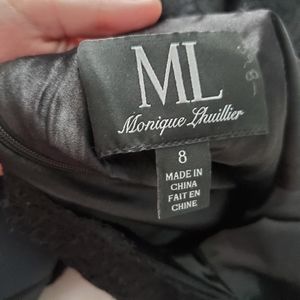 ML
Monique Lhuillier
8
MADE IN
CHINA
FAIT EN
CHINE